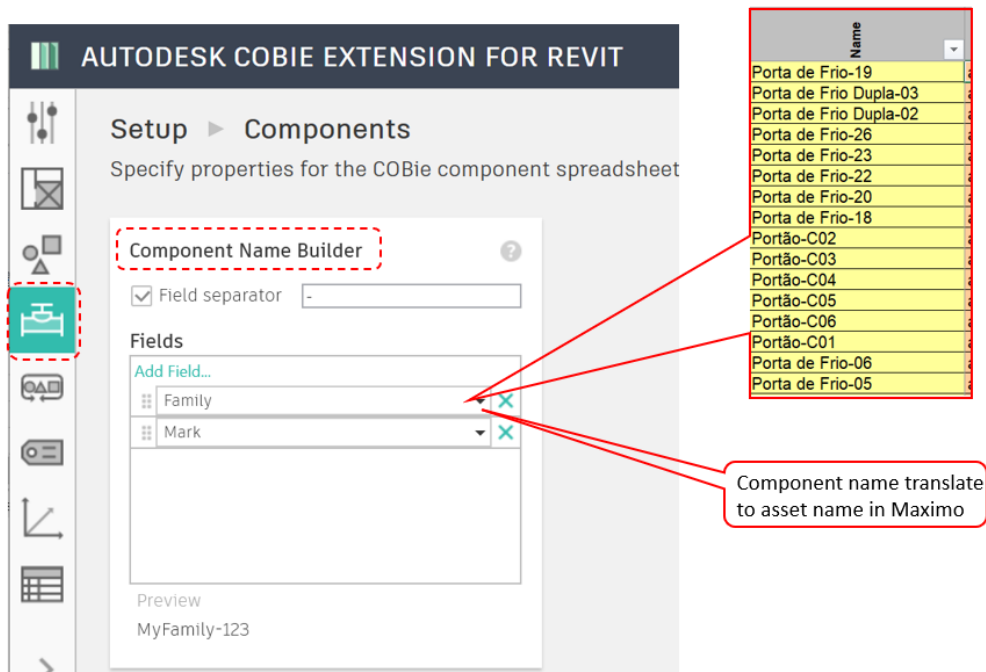 AUTODESK COBIE EXTENSION FOR REVIT
Setup ▶ Components
Specify properties for the COBie component spreadsheet
Component Name Builder
?
Field separator -
Fields
Add Field...
Family
Mark
Preview
MyFamily-123
Name
Porta de Frio-19
Porta de Frio Dupla-03
Porta de Frio Dupla-02
Porta de Frio-26
Porta de Frio-23
Porta de Frio-22
Porta de Frio-20
Porta de Frio-18
Portão-C02
Portão-C03
Portão-C04
Portão-C05
Portão-C06
Portão-C01
Porta de Frio-06
Porta de Frio-05
Component name translate
to asset name in Maximo